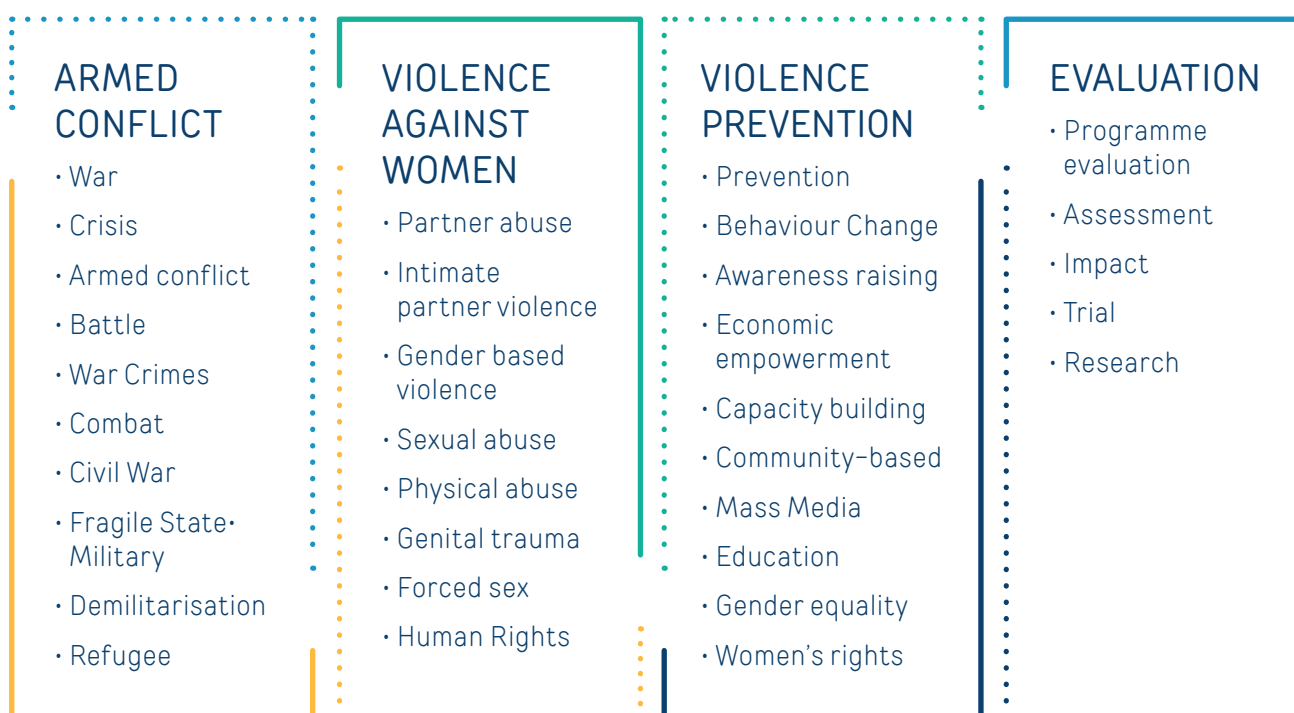 ARMED
CONFLICT
· War
· Crisis
· Armed conflict
· Battle
· War Crimes
· Combat
· Civil War
· Fragile State·
Military
· Demilitarisation
· Refugee
VIOLENCE
AGAINST
WOMEN
· Partner abuse
· Intimate
partner violence
· Gender based
violence
· Sexual abuse
· Physical abuse
· Genital trauma
· Forced sex
· Human Rights
VIOLENCE
PREVENTION
· Prevention
· Behaviour Change
· Awareness raising
· Economic
empowerment
· Capacity building
· Community-based
· Mass Media
· Education
· Gender equality
· Women's rights
EVALUATION
· Programme
evaluation
· Assessment
· Impact
· Trial
· Research